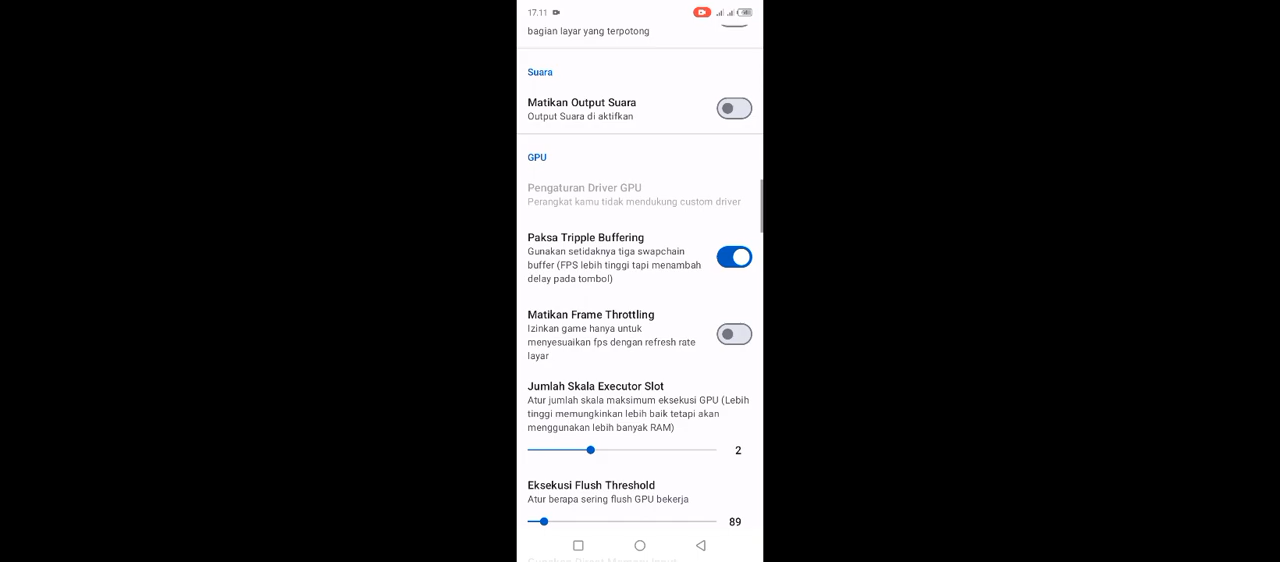 17.11
bagian layar yang terpotong
Suara
Matikan Output Suara
Output Suara di aktifkan
GPU
Pengaturan Driver GPU
Perangkat kamu tidak mendukung custom driver
Paksa Tripple Buffering
Gunakan setidaknya tiga swapchain
buffer (FPS lebih tinggi tapi menambah
delay pada tombol)
Matikan Frame Throttling
Izinkan game hanya untuk
menyesuaikan fps dengan refresh rate
layar
Jumlah Skala Executor Slot
Atur jumlah skala maksimum eksekusi GPU (Lebih
tinggi memungkinkan lebih baik tetapi akan
menggunakan lebih banyak RAM)
2
Eksekusi Flush Threshold
Atur berapa sering flush GPU bekerja
89